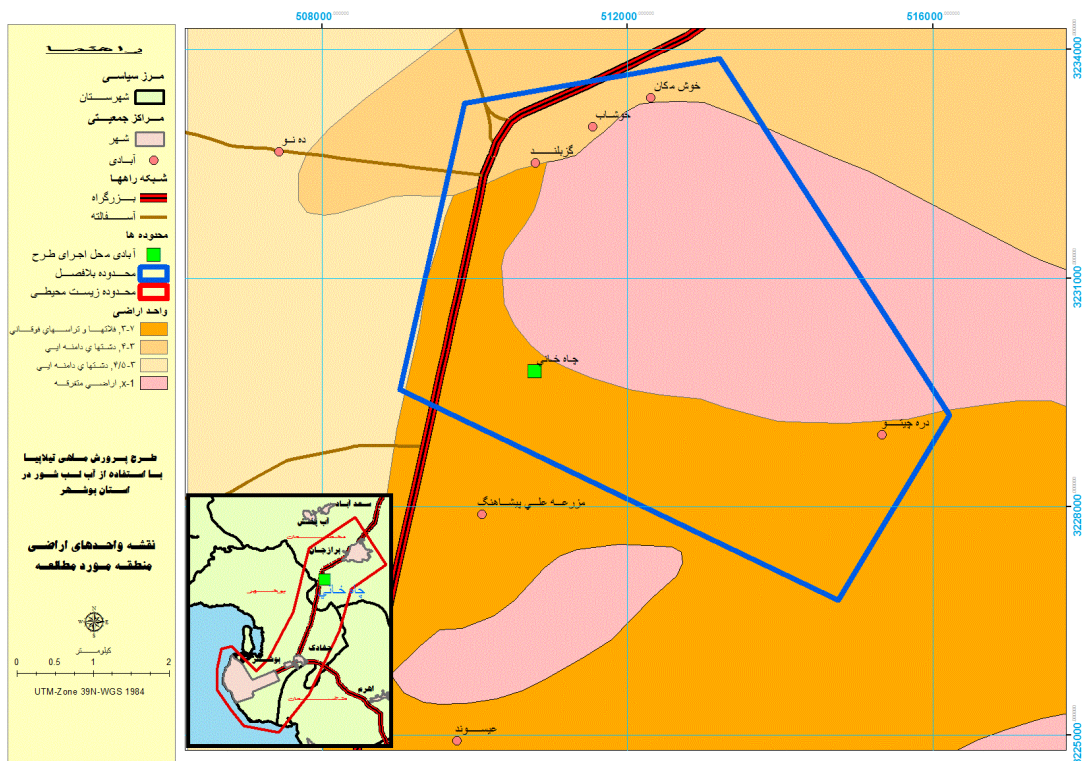 راهنما
مرز سیاسی
شهرستان
مراکز جمعیتی
شهر
آبادی
شبکه راهها
بزرگراه
آسفالته
محدوده ها
آبادی محل اجرای طرح
محدوده بلافصل
محدوده زیست محیطی
واحد اراضی
۳-۷, فلاتها و تراسهای فوقانی
۴-۳, دشتهای دامنه ایی
۴/۵-۳, دشتهای دامنه ایی
x-1, اراضی متفرقه
طرح پرورش ماهی تیلاپیا
با استفاده از آب لب شور در
استان بوشهر
نقشه واحدهای اراضی
منطقه مورد مطالعه
N
W E
S
کیلومتر
0 0.5 1 2
UTM-Zone 39N-WGS 1984
508000 512000 516000
3234000
3231000
3228000
3225000
خوش مکان
خوشاب
گزبلند
ده نو
چاه خانی
دره چیتو
مزرعه علی پیشاهنگ
عیسوند
سعد آباد
آب پخش
برازجان
چاه خانی
چغادک
بوشهر
اهرم